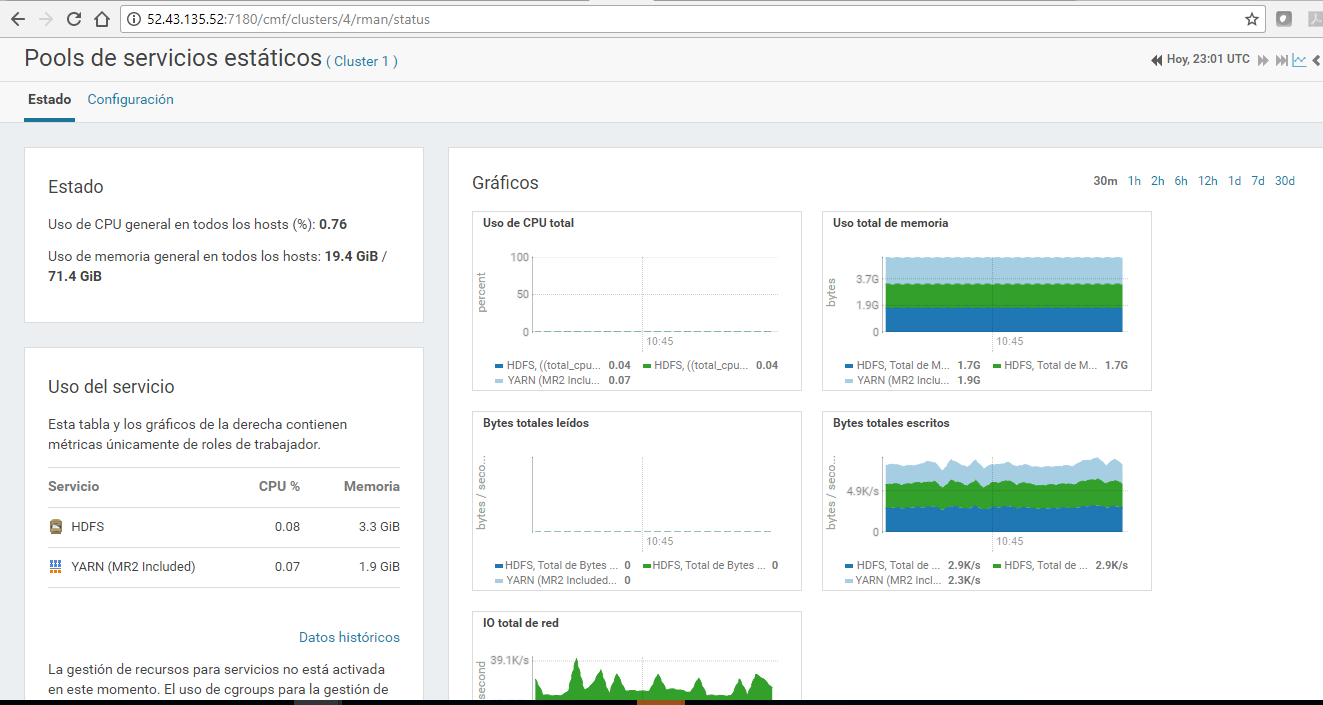 52.43.135.52:7180/cmf/clusters/4/rman/status
Pools de servicios estáticos ( Cluster 1 )
Hoy, 23:01 UTC
Estado Configuración
Estado
Uso de CPU general en todos los hosts (%): 0.76
Uso de memoria general en todos los hosts: 19.4 GiB /
71.4 GiB
Uso del servicio
Esta tabla y los gráficos de la derecha contienen
métricas únicamente de roles de trabajador.
Servicio CPU % Memoria
HDFS 0.08 3.3 GiB
YARN (MR2 Included) 0.07 1.9 GiB
Datos históricos
La gestión de recursos para servicios no está activada
en este momento. El uso de cgroups para la gestión de
Gráficos
30m 1h 2h 6h 12h 1d 7d 30d
Uso de CPU total
percent
100
50
0
10:45
HDFS, ((total_cpu... 0.04 HDFS, ((total_cpu... 0.04
YARN (MR2 Inclu... 0.07
Uso total de memoria
bytes
3.7G
1.9G
0
10:45
HDFS, Total de M... 1.7G HDFS, Total de M... 1.7G
YARN (MR2 Inclu... 1.9G
Bytes totales leídos
bytes / seco...
10:45
HDFS, Total de Bytes ... 0 HDFS, Total de Bytes ... 0
YARN (MR2 Included... 0
Bytes totales escritos
bytes / seco...
4.9K/s
0
10:45
HDFS, Total de ... 2.9K/s HDFS, Total de ... 2.9K/s
YARN (MR2 Incl... 2.3K/s
IO total de red
second
39.1K/s